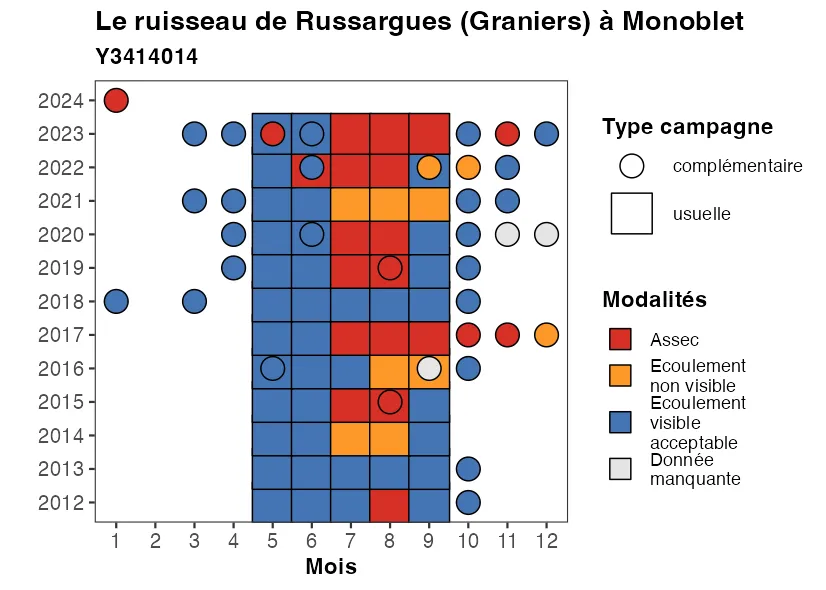 Le ruisseau de Russargues (Graniers) à Monoblet
Y3414014
2024
2023
2022
2021
2020
2019
2018
2017
2016
2015
2014
2013
2012
1 2 3 4 5 6 7 8 9 10 11 12
Mois
Type campagne
complémentaire
usuelle
Modalités
Assec
Ecoulement
non visible
Ecoulement
visible
acceptable
Donnée
manquante